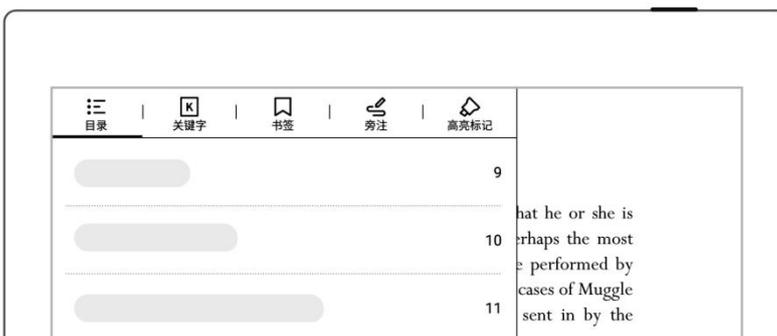 K
目录 关键字 书签 旁注 高亮标记
9
hat he or she is
10
erhaps the most
e performed by
cases of Muggle
11
sent in by the